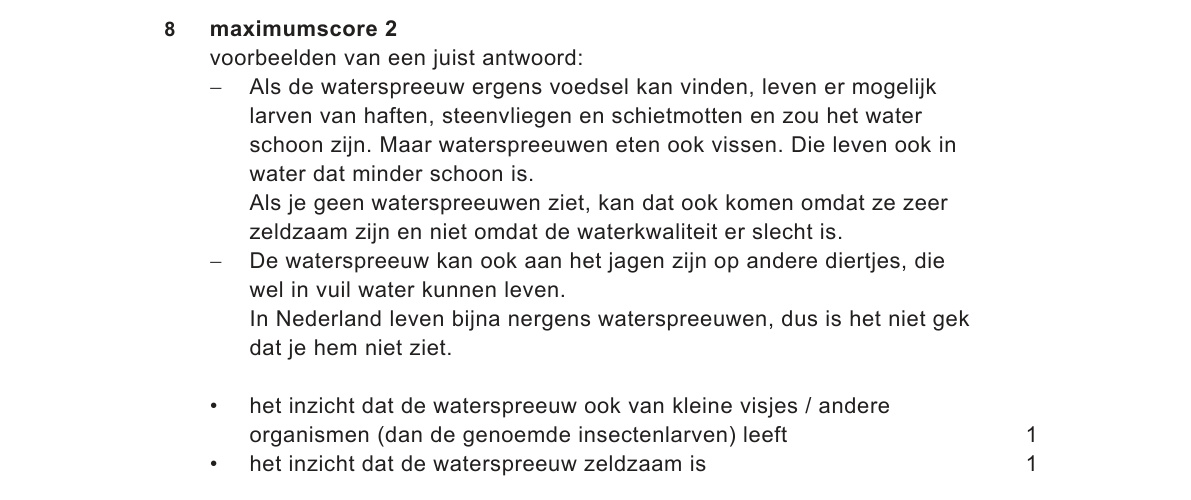 8 maximumscore 2
voorbeelden van een juist antwoord:
– Als de waterspreeuw ergens voedsel kan vinden, leven er mogelijk
larven van haften, steenvliegen en schietmotten en zou het water
schoon zijn. Maar waterspreeuwen eten ook vissen. Die leven ook in
water dat minder schoon is.
Als je geen waterspreeuwen ziet, kan dat ook komen omdat ze zeer
zeldzaam zijn en niet omdat de waterkwaliteit er slecht is.
– De waterspreeuw kan ook aan het jagen zijn op andere diertjes, die
wel in vuil water kunnen leven.
In Nederland leven bijna nergens waterspreeuwen, dus is het niet gek
dat je hem niet ziet.
• het inzicht dat de waterspreeuw ook van kleine visjes / andere
organismen (dan de genoemde insectenlarven) leeft 1
• het inzicht dat de waterspreeuw zeldzaam is 1